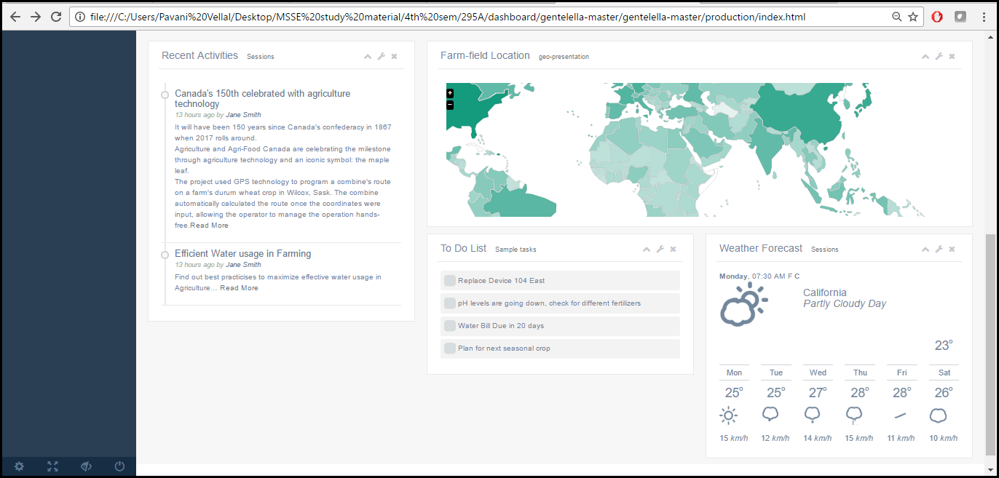 file:///C:/Users/Pavani%20Vellal/Desktop/MSSE%20study%20material/4th%20sem/295A/dashboard/gentelella-master/gentelella-master/production/index.html
Recent Activities Sessions
Canada's 150th celebrated with agriculture
technology
13 hours ago by Jane Smith
It will have been 150 years since Canada's confederacy in 1867
when 2017 rolls around.
Agriculture and Agri-Food Canada are celebrating the milestone
through agriculture technology and an iconic symbol: the maple
leaf.
The project used GPS technology to program a combine's route
on a farm's durum wheat crop in Wilcox, Sask. The combine
automatically calculated the route once the coordinates were
input, allowing the operator to manage the operation hands-
free.Read More
Efficient Water usage in Farming
13 hours ago by Jane Smith
Find out best practicises to maximize effective water usage in
Agriculture... Read More
Farm-field Location geo-presentation
+
−
To Do List Sample tasks
Replace Device 104 East
pH levels are going down, check for different fertilizers
Water Bill Due in 20 days
Plan for next seasonal crop
Weather Forecast Sessions
Monday, 07:30 AM F C
California
Partly Cloudy Day
23°
Mon Tue Wed Thu Fri Sat
25° 25° 27° 28° 28° 26°
15 km/h 12 km/h 14 km/h 15 km/h 11 km/h 10 km/h